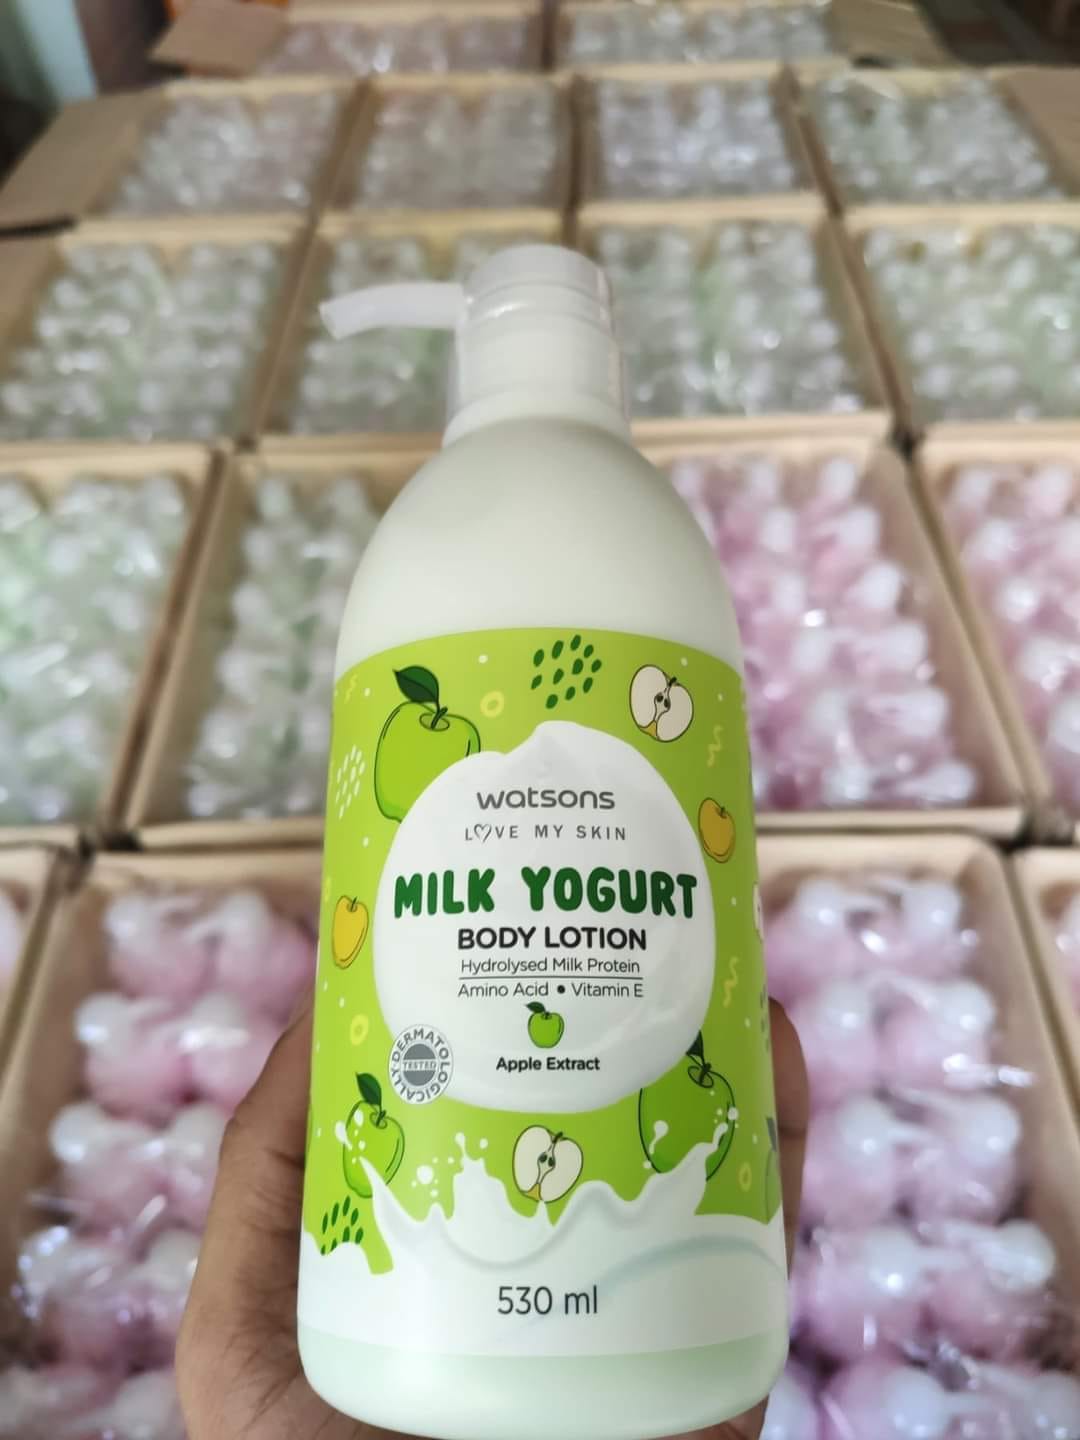 watsons
LOVE MY SKIN
MILK YOGURT
BODY LOTION
Hydrolysed Milk Protein
Amino Acid • Vitamin E
DERMATOLOGICALLY
TESTED
Apple Extract
530 ml